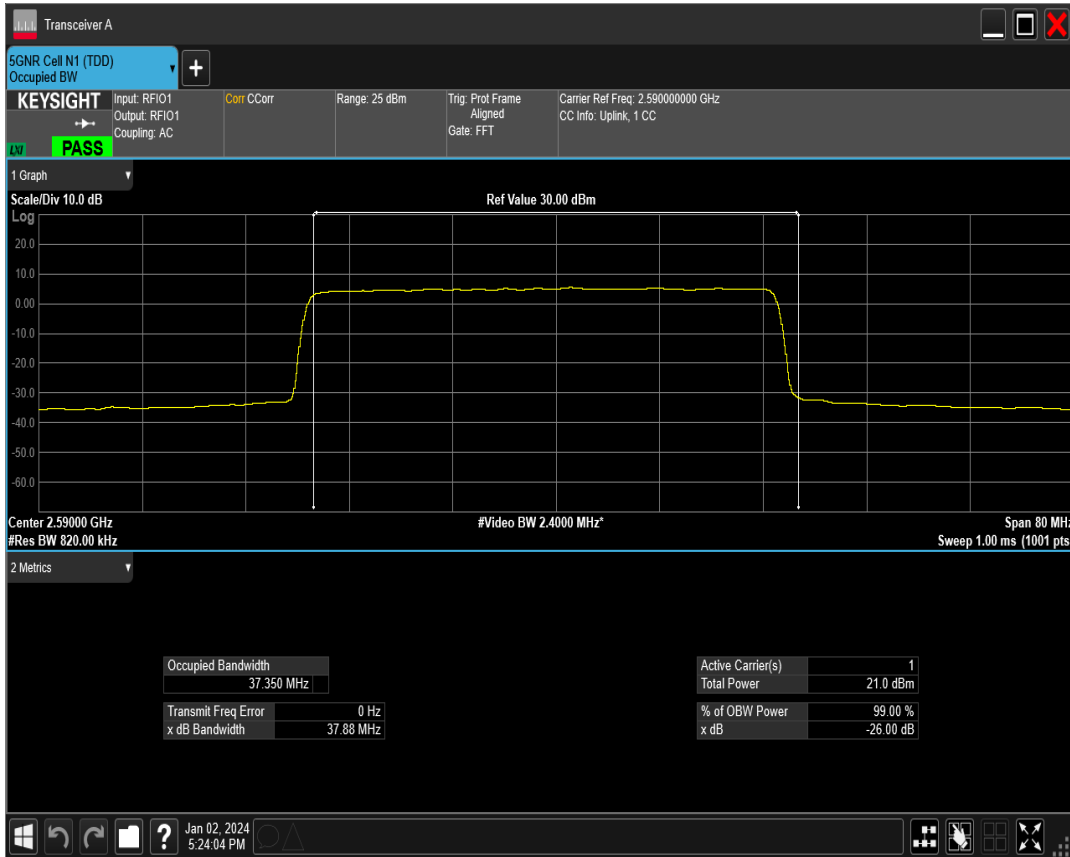 Transceiver A
5GNR Cell N1 (TDD)
Occupied BW
+
KEYSIGHT
LXI
PASS
Input: RFIO1
Output: RFIO1
Coupling: AC
Corr CCorr
Range: 25 dBm
Trig: Prot Frame
Aligned
Gate: FFT
Carrier Ref Freq: 2.590000000 GHz
CC Info: Uplink, 1 CC
1 Graph
Scale/Div 10.0 dB
Ref Value 30.00 dBm
Log
20.0
10.0
0.00
-10.0
-20.0
-30.0
-40.0
-50.0
-60.0
Center 2.59000 GHz
#Video BW 2.4000 MHz*
Span 80 MHz
#Res BW 820.00 kHz
Sweep 1.00 ms (1001 pts
2 Metrics
Occupied Bandwidth
37.350 MHz
Transmit Freq Error 0 Hz
x dB Bandwidth 37.88 MHz
Active Carrier(s) 1
Total Power 21.0 dBm
% of OBW Power 99.00 %
x dB -26.00 dB
?
Jan 02, 2024
5:24:04 PM